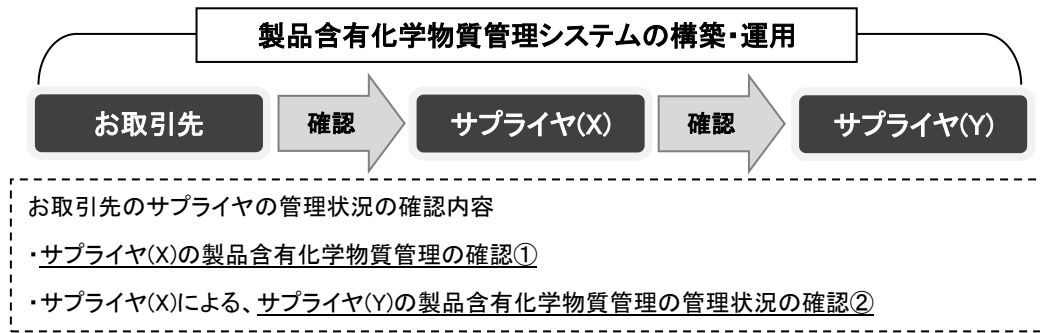 製品含有化学物質管理システムの構築・運用
お取引先
確認
サプライヤ(X)
確認
サプライヤ(Y)
お取引先のサプライヤの管理状況の確認内容
・サプライヤ(X)の製品含有化学物質管理の確認①
・サプライヤ(X)による、サプライヤ(Y)の製品含有化学物質管理の管理状況の確認②